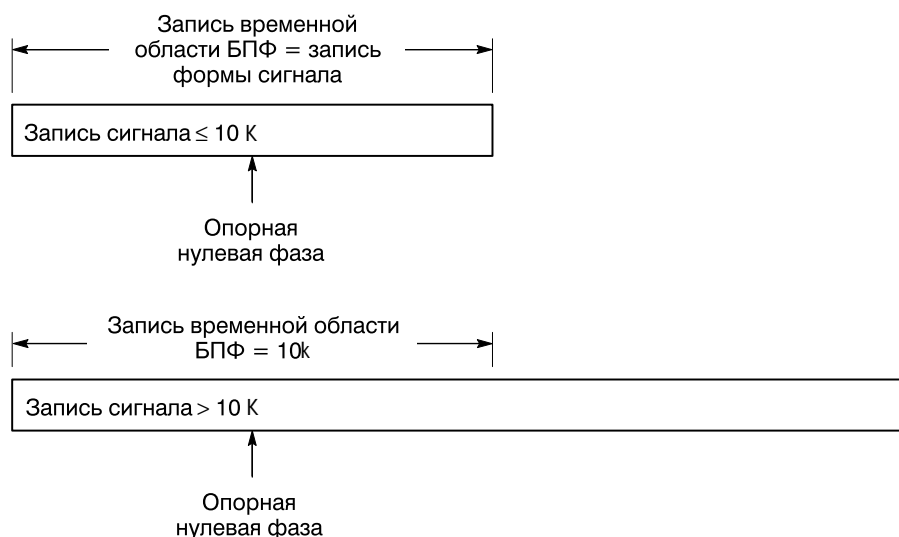 Запись временной
области БПФ = запись
формы сигнала
Запись сигнала ≤ 10 K
Опорная
нулевая фаза
Запись временной области
БПФ = 10k
Запись сигнала > 10 K
Опорная
нулевая фаза